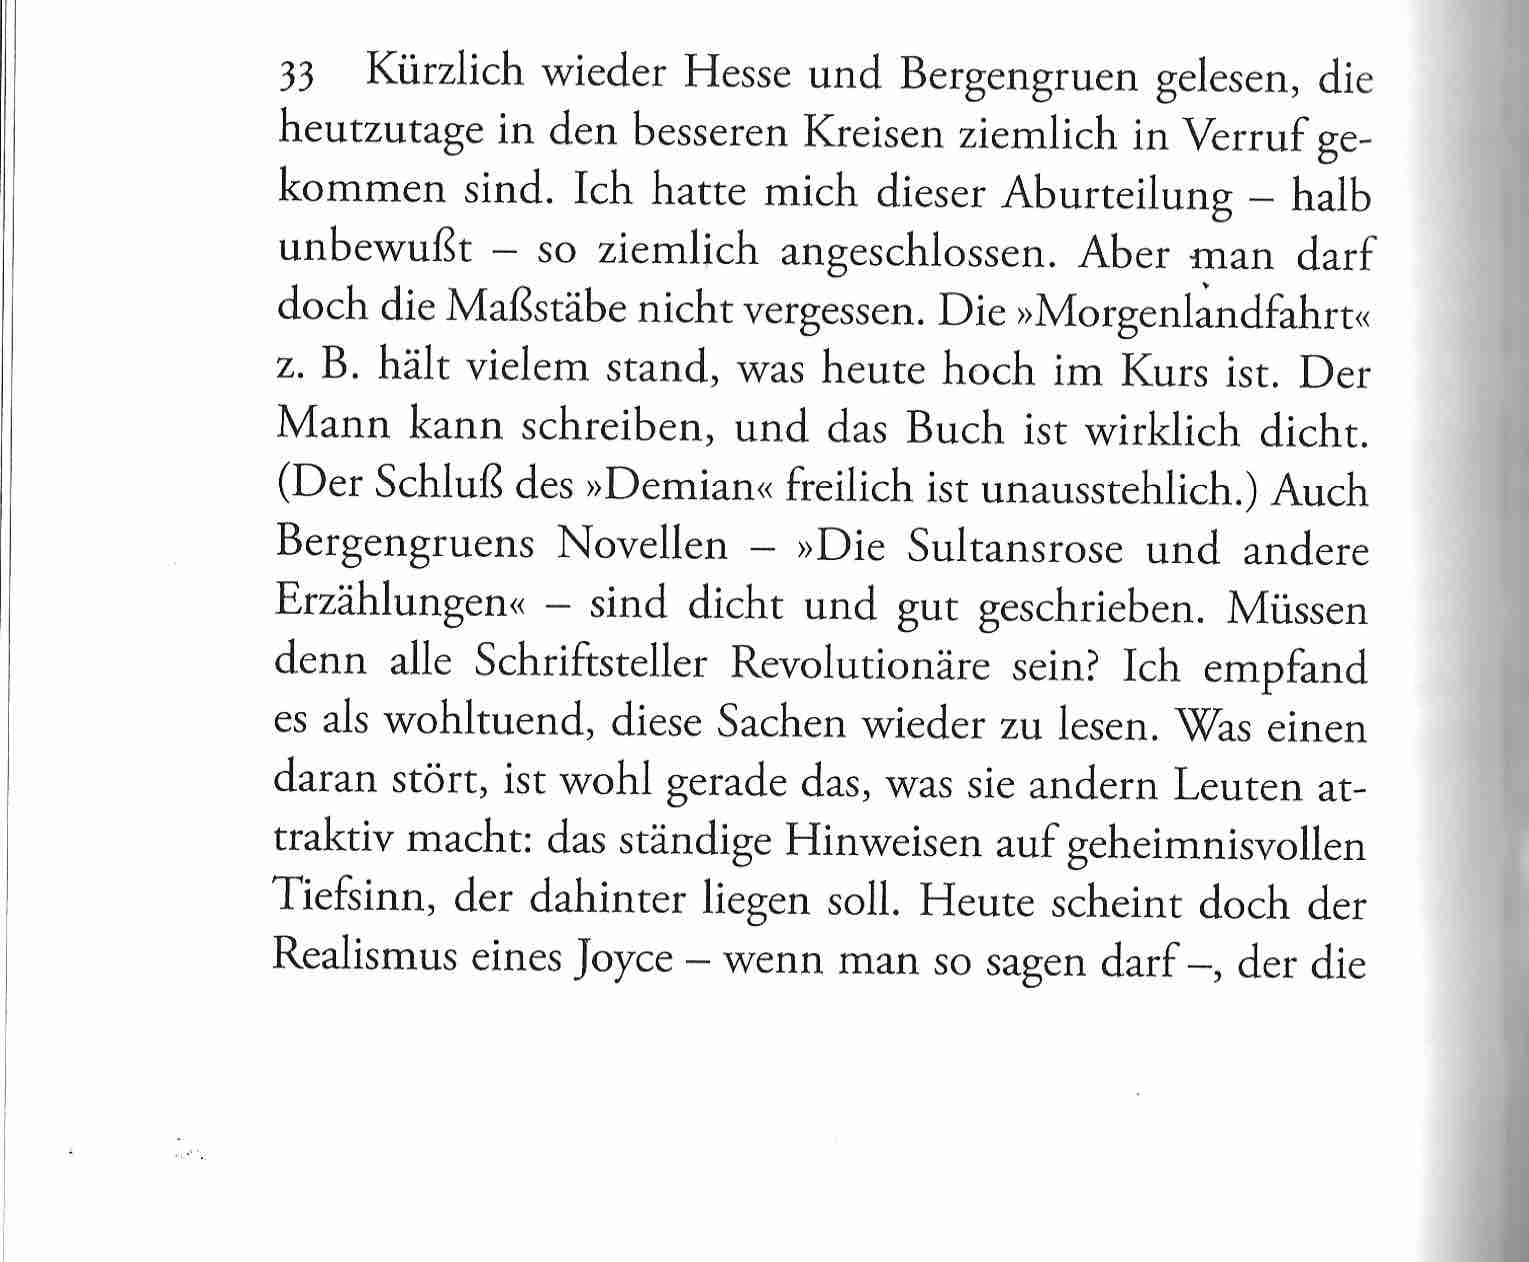 33 Kürzlich wieder Hesse und Bergengruen gelesen, die
heutzutage in den besseren Kreisen ziemlich in Verruf ge-
kommen sind. Ich hatte mich dieser Aburteilung – halb
unbewußt – so ziemlich angeschlossen. Aber man darf
doch die Maßstäbe nicht vergessen. Die »Morgenlandfahrt«
z. B. hält vielem stand, was heute hoch im Kurs ist. Der
Mann kann schreiben, und das Buch ist wirklich dicht.
(Der Schluß des »Demian« freilich ist unausstehlich.) Auch
Bergengruens Novellen – »Die Sultansrose und andere
Erzählungen« – sind dicht und gut geschrieben. Müssen
denn alle Schriftsteller Revolutionäre sein? Ich empfand
es als wohltuend, diese Sachen wieder zu lesen. Was einen
daran stört, ist wohl gerade das, was sie andern Leuten at-
traktiv macht: das ständige Hinweisen auf geheimnisvollen
Tiefsinn, der dahinter liegen soll. Heute scheint doch der
Realismus eines Joyce – wenn man so sagen darf –, der die